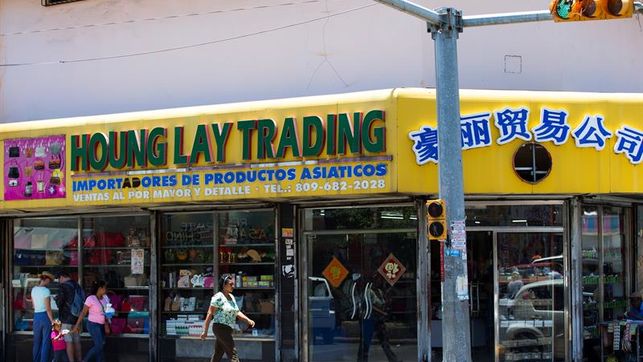 HOUNG LAY TRADING
IMPORTADORES DE PRODUCTOS ASIATICOS
VENTAS AL POR MAYOR Y DETALLE - TEL.: 809-682-2028
豪丽贸易公司